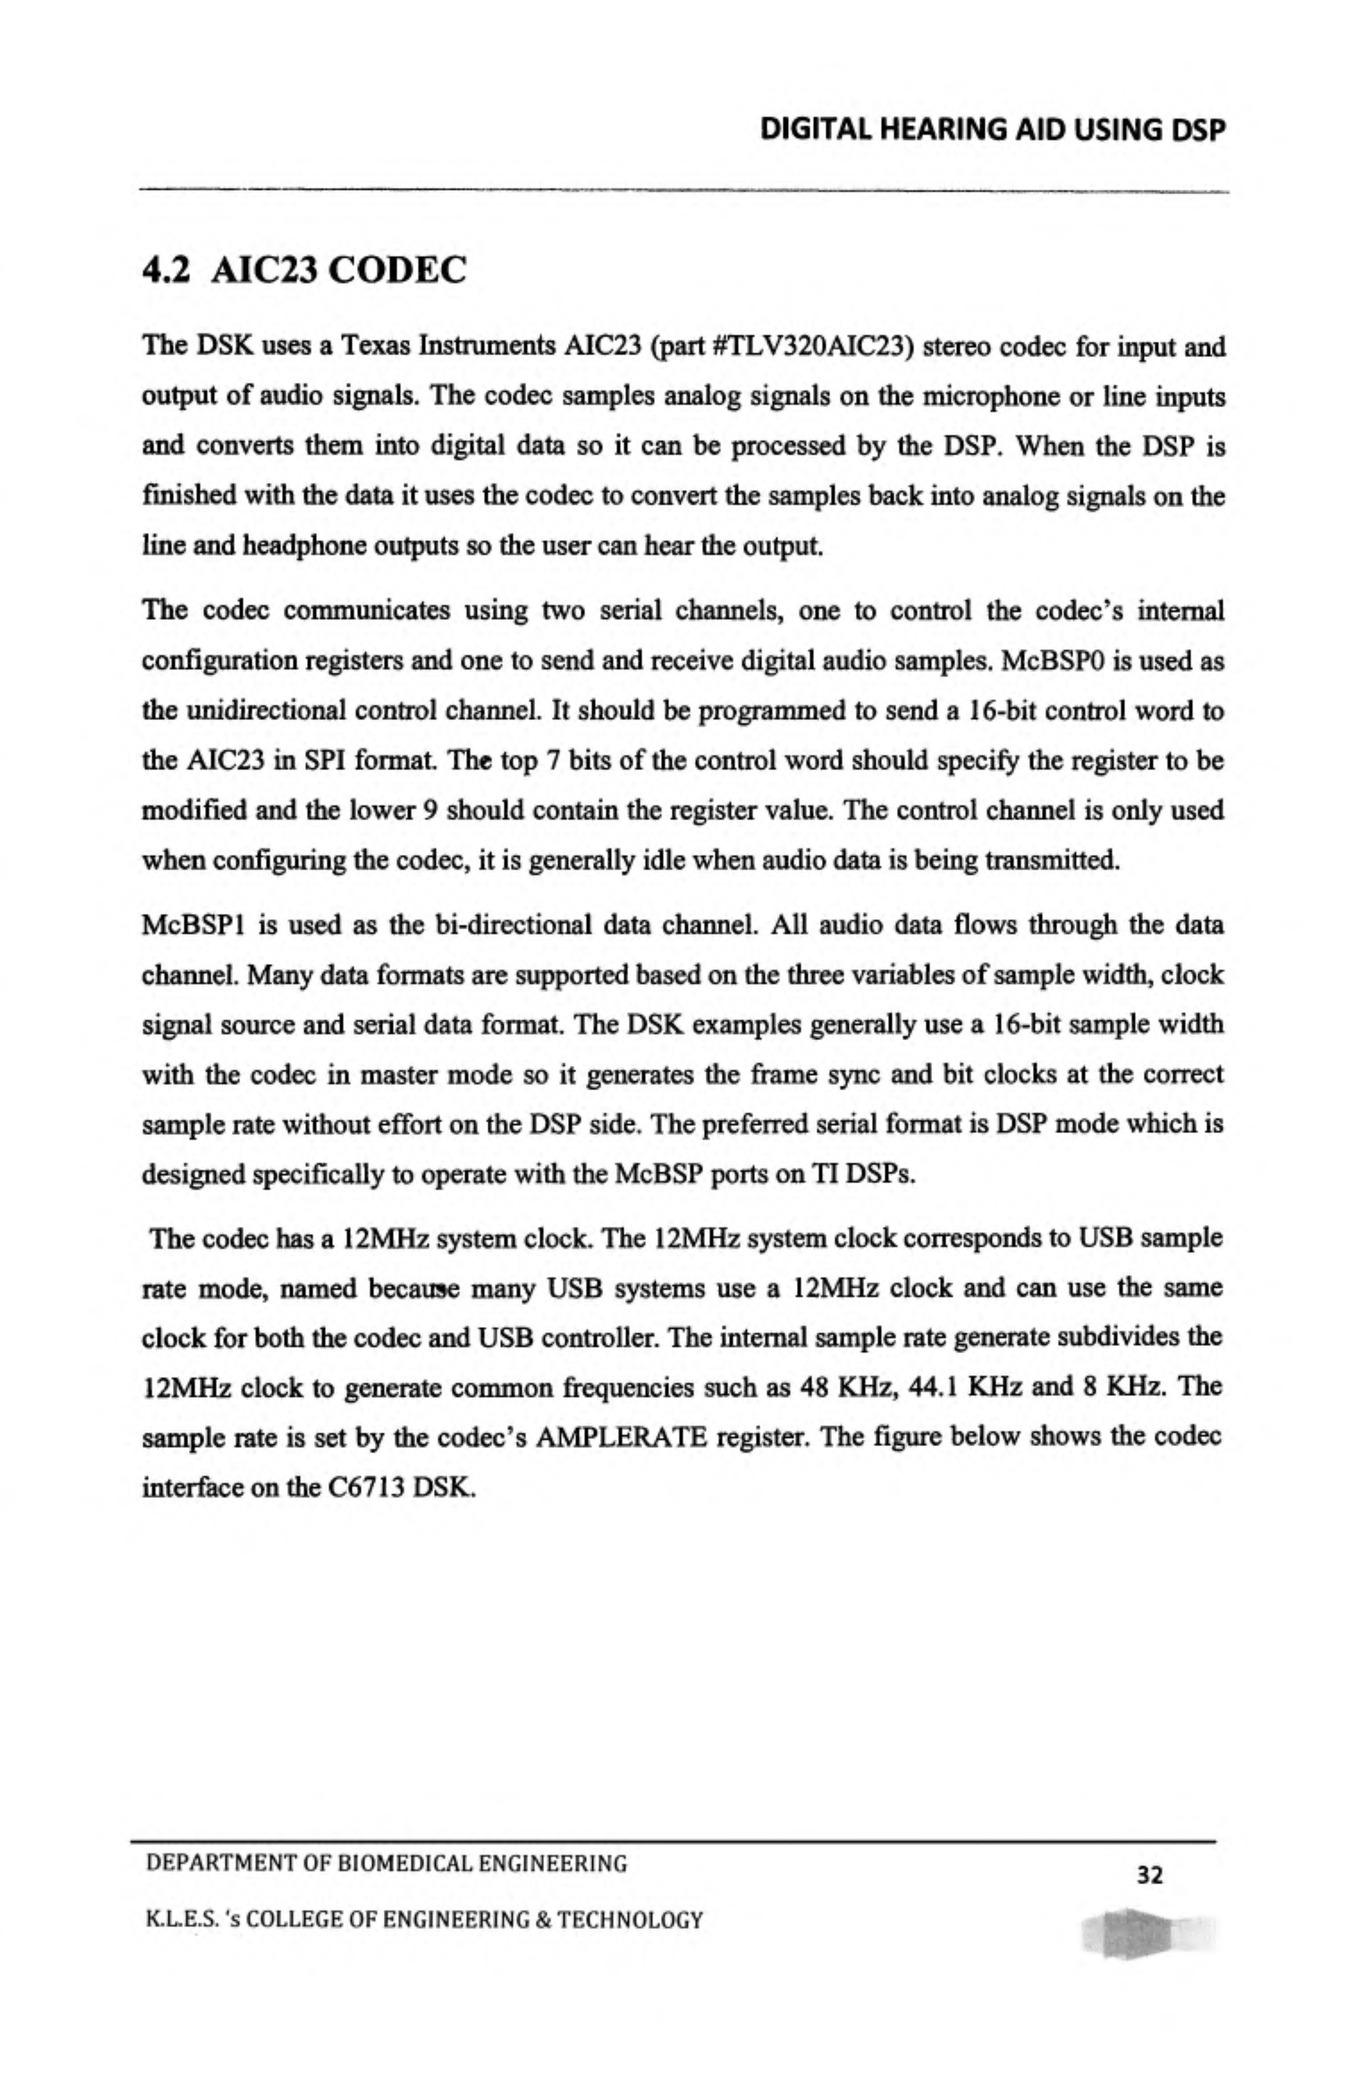 DIGITAL HEARING AID USING DSP
4.2 AIC23 CODEC
The DSK uses a Texas Instruments AIC23 (part #TLV320AIC23) stereo codec for input and
output of audio signals. The codec samples analog signals on the microphone or line inputs
and converts them into digital data so it can be processed by the DSP. When the DSP is
finished with the data it uses the codec to convert the samples back into analog signals on the
line and headphone outputs so the user can hear the output.
The codec communicates using two serial channels, one to control the codec’s internal
configuration registers and one to send and receive digital audio samples. McBSP0 is used as
the unidirectional control channel. It should be programmed to send a 16-bit control word to
the AIC23 in SPI format. The top 7 bits of the control word should specify the register to be
modified and the lower 9 should contain the register value. The control channel is only used
when configuring the codec, it is generally idle when audio data is being transmitted.
McBSP1 is used as the bi-directional data channel. All audio data flows through the data
channel. Many data formats are supported based on the three variables of sample width, clock
signal source and serial data format. The DSK examples generally use a 16-bit sample width
with the codec in master mode so it generates the frame sync and bit clocks at the correct
sample rate without effort on the DSP side. The preferred serial format is DSP mode which is
designed specifically to operate with the McBSP ports on TI DSPs.
The codec has a 12MHz system clock. The 12MHz system clock corresponds to USB sample
rate mode, named because many USB systems use a 12MHz clock and can use the same
clock for both the codec and USB controller. The internal sample rate generate subdivides the
12MHz clock to generate common frequencies such as 48 KHz, 44.1 KHz and 8 KHz. The
sample rate is set by the codec’s AMPLERATE register. The figure below shows the codec
interface on the C6713 DSK.
DEPARTMENT OF BIOMEDICAL ENGINEERING
32
K.L.E.S. ‘s COLLEGE OF ENGINEERING & TECHNOLOGY